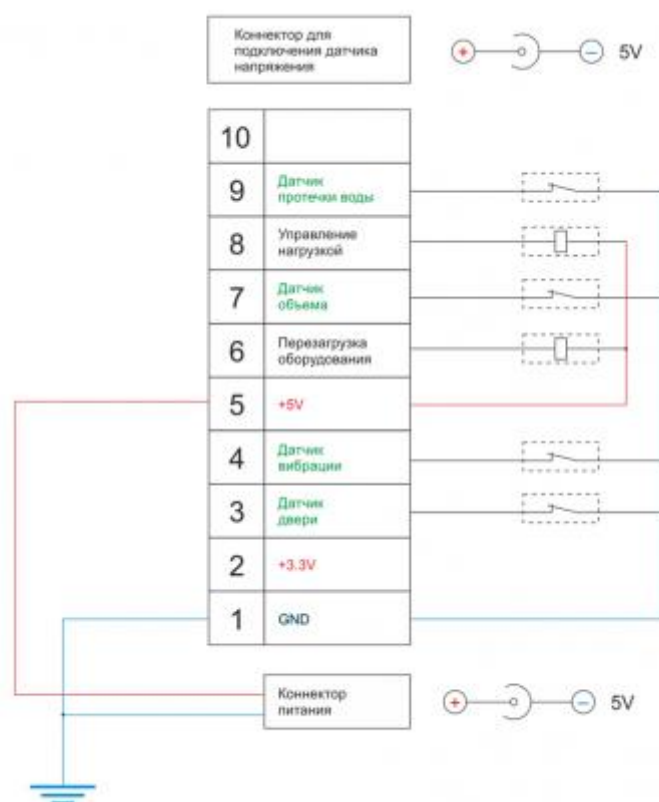 Коннектор для
подключения датчика
напряжения
+
−
5V
10
9
Датчик
протечки воды
8
Управление
нагрузкой
7
Датчик
объема
6
Перезагрузка
оборудования
5
+5V
4
Датчик
вибрации
3
Датчик
двери
2
+3.3V
1
GND
Коннектор
питания
+
−
5V